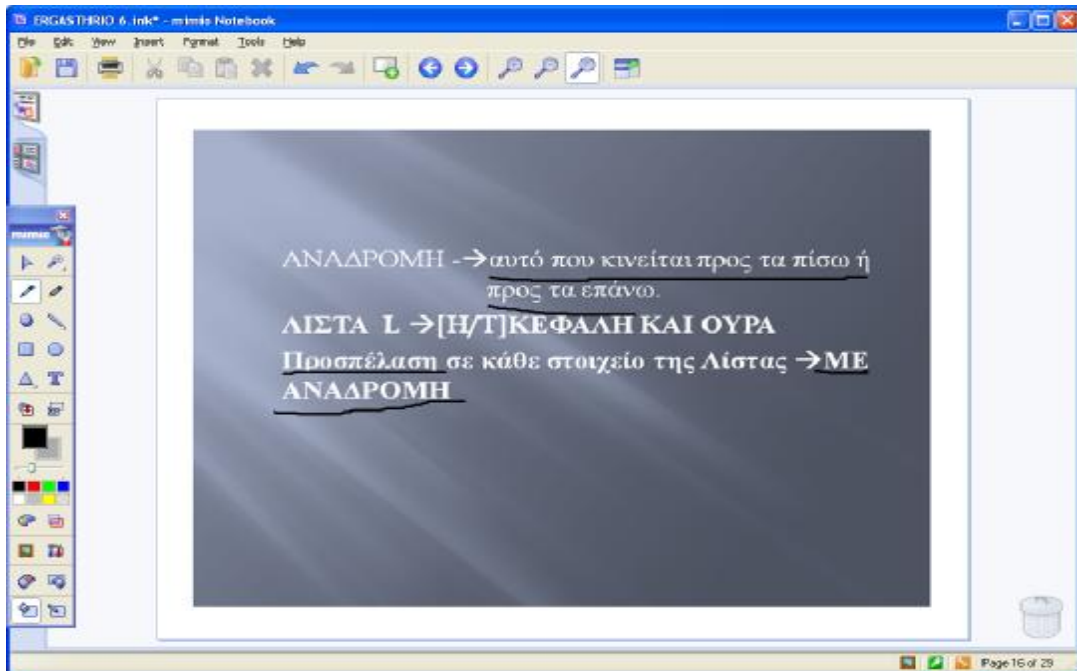 ERGASTHRIO 6.ink* - mimio Notebook
File Edit View Insert Format Tools Help
ΑΝΑΔΡΟΜΗ -→αυτό που κινείται προς τα πίσω ή
προς τα επάνω.
ΛΙΣΤΑ L →[H/T]ΚΕΦΑΛΗ ΚΑΙ ΟΥΡΑ
Προσπέλαση σε κάθε στοιχείο της Λίστας →ΜΕ
ΑΝΑΔΡΟΜΗ
Page 16 of 29